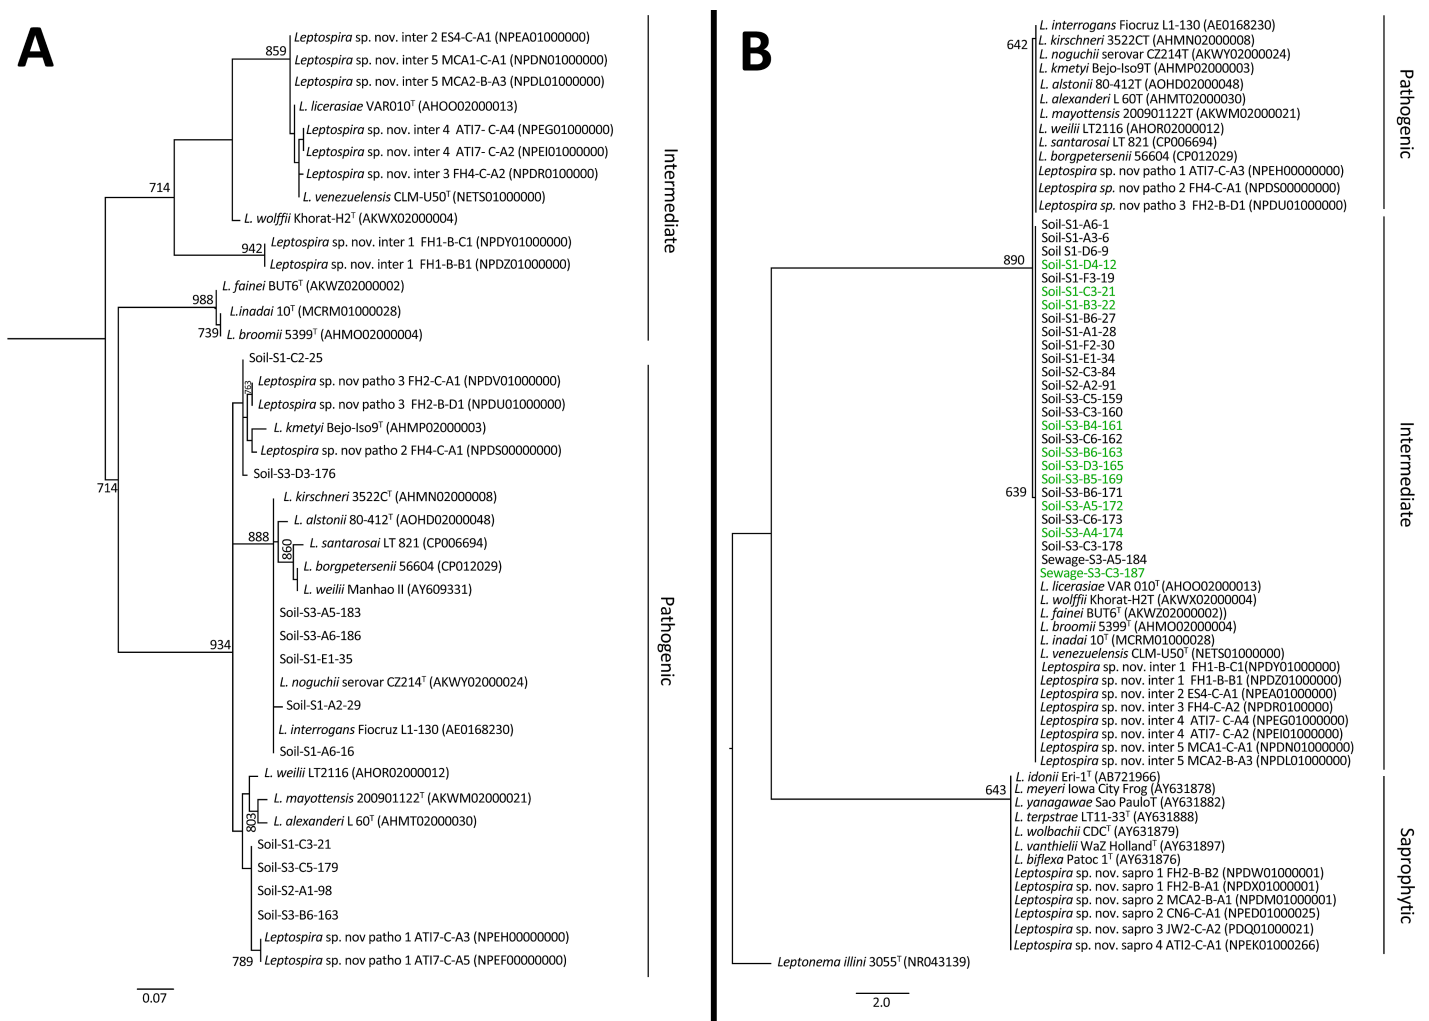 A
859
Leptospira sp. nov. inter 2 ES4-C-A1 (NPEA01000000)
Leptospira sp. nov. inter 5 MCA1-C-A1 (NPDN01000000)
Leptospira sp. nov. inter 5 MCA2-B-A3 (NPDL01000000)
L. licerasiae VAR010ᵀ (AHOO02000013)
Leptospira sp. nov. inter 4 ATI7- C-A4 (NPEG01000000)
Leptospira sp. nov. inter 4 ATI7- C-A2 (NPEI01000000)
Leptospira sp. nov. inter 3 FH4-C-A2 (NPDR0100000)
L. venezuelensis CLM-U50ᵀ (NETS01000000)
714
L. wolffii Khorat-H2ᵀ (AKWX02000004)
942
Leptospira sp. nov. inter 1 FH1-B-C1 (NPDY01000000)
Leptospira sp. nov. inter 1 FH1-B-B1 (NPDZ01000000)
L. fainei BUT6ᵀ (AKWZ02000002)
988
L.inadai 10ᵀ (MCRM01000028)
739
L. broomii 5399ᵀ (AHMO02000004)
Intermediate
Soil-S1-C2-25
763
Leptospira sp. nov patho 3 FH2-C-A1 (NPDV01000000)
Leptospira sp. nov patho 3 FH2-B-D1 (NPDU01000000)
L. kmetyi Bejo-Iso9ᵀ (AHMP02000003)
Leptospira sp. nov patho 2 FH4-C-A1 (NPDS00000000)
Soil-S3-D3-176
714
L. kirschneri 3522Cᵀ (AHMN02000008)
L. alstonii 80-412ᵀ (AOHD02000048)
888
860
L. santarosai LT 821 (CP006694)
L. borgpetersenii 56604 (CP012029)
L. weilii Manhao II (AY609331)
Soil-S3-A5-183
Soil-S3-A6-186
934
Soil-S1-E1-35
L. noguchii serovar CZ214ᵀ (AKWY02000024)
Soil-S1-A2-29
L. interrogans Fiocruz L1-130 (AE0168230)
Soil-S1-A6-16
L. weilii LT2116 (AHOR02000012)
L. mayottensis 200901122ᵀ (AKWM02000021)
803
L. alexanderi L 60ᵀ (AHMT02000030)
Soil-S1-C3-21
Soil-S3-C5-179
Soil-S2-A1-98
Soil-S3-B6-163
Leptospira sp. nov patho 1 ATI7-C-A3 (NPEH00000000)
789
Leptospira sp. nov patho 1 ATI7-C-A5 (NPEF00000000)
Pathogenic
0.07
B
642
L. interrogans Fiocruz L1-130 (AE0168230)
L. kirschneri 3522CT (AHMN02000008)
L. noguchii serovar CZ214T (AKWY02000024)
L. kmetyi Bejo-Iso9T (AHMP02000003)
L. alstonii 80-412T (AOHD02000048)
L. alexanderi L 60T (AHMT02000030)
L. mayottensis 200901122T (AKWM02000021)
L. weilii LT2116 (AHOR02000012)
L. santarosai LT 821 (CP006694)
L. borgpetersenii 56604 (CP012029)
Leptospira sp. nov patho 1 ATI7-C-A3 (NPEH00000000)
Leptospira sp. nov patho 2 FH4-C-A1 (NPDS00000000)
Leptospira sp. nov patho 3 FH2-B-D1 (NPDU01000000)
Pathogenic
890
Soil-S1-A6-1
Soil-S1-A3-6
Soil S1-D6-9
Soil-S1-D4-12
Soil-S1-F3-19
Soil-S1-C3-21
Soil-S1-B3-22
Soil-S1-B6-27
Soil-S1-A1-28
Soil-S1-F2-30
Soil-S1-E1-34
Soil-S2-C3-84
Soil-S2-A2-91
Soil-S3-C5-159
Soil-S3-C3-160
Soil-S3-B4-161
Soil-S3-C6-162
Soil-S3-B6-163
Soil-S3-D3-165
Soil-S3-B5-169
639
Soil-S3-B6-171
Soil-S3-A5-172
Soil-S3-C6-173
Soil-S3-A4-174
Soil-S3-C3-178
Sewage-S3-A5-184
Sewage-S3-C3-187
L. licerasiae VAR 010ᵀ (AHOO02000013)
L. wolffii Khorat-H2T (AKWX02000004)
L. fainei BUT6ᵀ (AKWZ02000002))
L. broomii 5399ᵀ (AHMO02000004)
L. inadai 10ᵀ (MCRM01000028)
L. venezuelensis CLM-U50ᵀ (NETS01000000)
Leptospira sp. nov. inter 1 FH1-B-C1(NPDY01000000)
Leptospira sp. nov. inter 1 FH1-B-B1 (NPDZ01000000)
Leptospira sp. nov. inter 2 ES4-C-A1 (NPEA01000000)
Leptospira sp. nov. inter 3 FH4-C-A2 (NPDR0100000)
Leptospira sp. nov. inter 4 ATI7- C-A4 (NPEG01000000)
Leptospira sp. nov. inter 4 ATI7- C-A2 (NPEI01000000)
Leptospira sp. nov. inter 5 MCA1-C-A1 (NPDN01000000)
Leptospira sp. nov. inter 5 MCA2-B-A3 (NPDL01000000)
Intermediate
643
L. idonii Eri-1ᵀ (AB721966)
L. meyeri Iowa City Frog (AY631878)
L. yanagawae Sao PauloT (AY631882)
L. terpstrae LT11-33ᵀ (AY631888)
L. wolbachii CDCᵀ (AY631879)
L. vanthielii WaZ Hollandᵀ (AY631897)
L. biflexa Patoc 1ᵀ (AY631876)
Leptospira sp. nov. sapro 1 FH2-B-B2 (NPDW01000001)
Leptospira sp. nov. sapro 1 FH2-B-A1 (NPDX01000001)
Leptospira sp. nov. sapro 2 MCA2-B-A1 (NPDM01000001)
Leptospira sp. nov. sapro 2 CN6-C-A1 (NPED01000025)
Leptospira sp. nov. sapro 3 JW2-C-A2 (PDQ01000021)
Leptospira sp. nov. sapro 4 ATI2-C-A1 (NPEK01000266)
Saprophytic
Leptonema illini 3055ᵀ (NR043139)
2.0